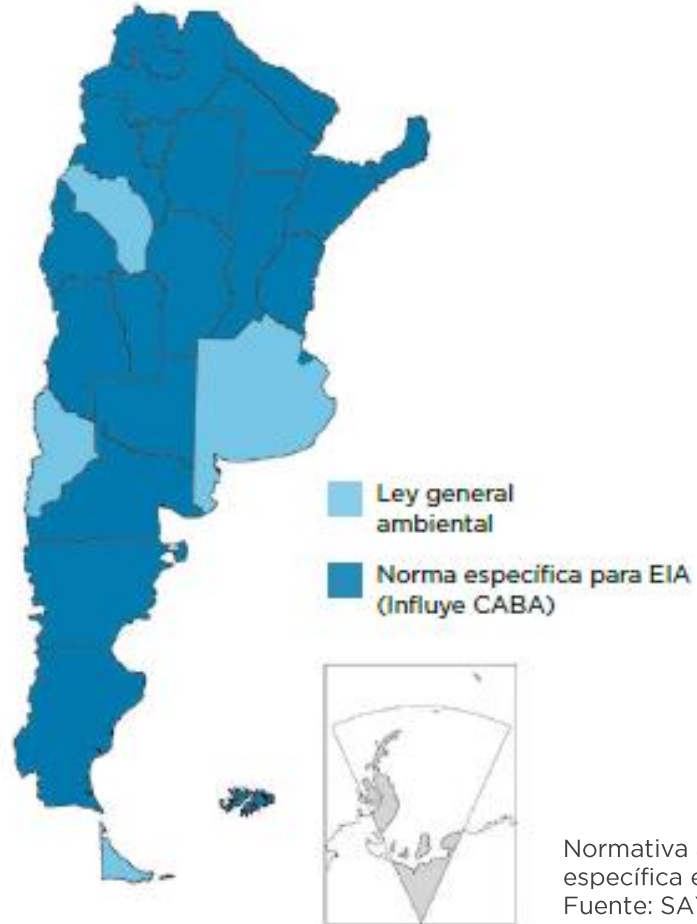 Ley general
ambiental
Norma específica para EIA
(Influye CABA)
Normativa
específica e
Fuente: SA